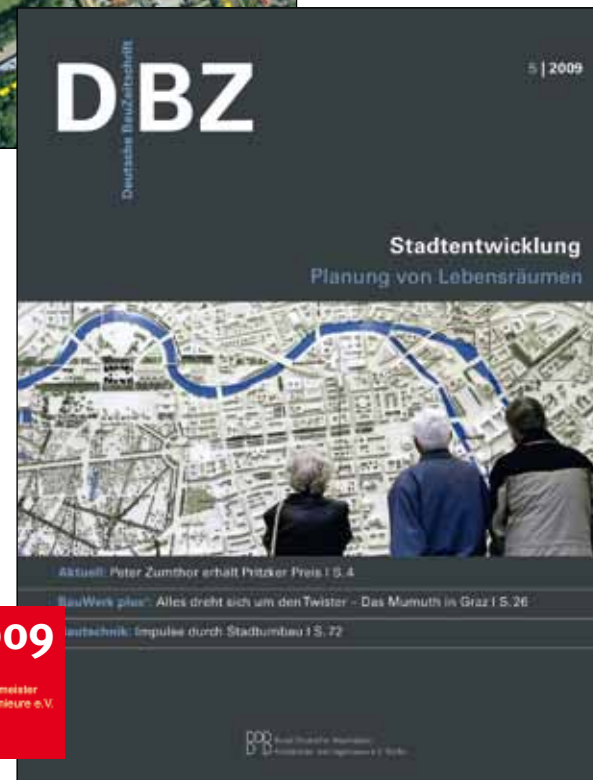 DBZ
Deutsche BauZeitschrift
5 | 2009
Stadtentwicklung
Planung von Lebensräumen
Aktuell: Peter Zumthor erhält Pritzker Preis | S. 4
BauWerk plus⁺: Alles dreht sich um den Twister – Das Mumuth in Graz | S. 26
autechnik: Impulse durch Stadtumbau | S. 72
09
meister
nieure e.V.